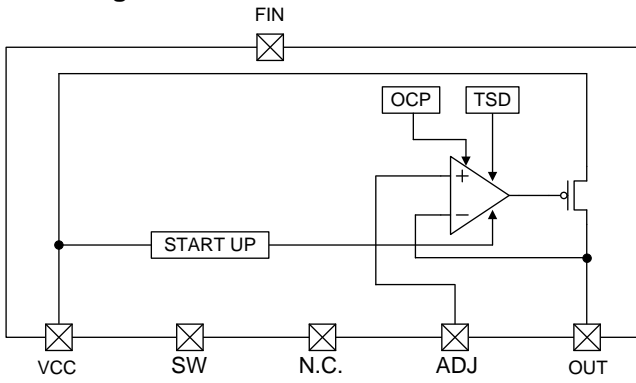 FIN
OCP
TSD
+
−
START UP
VCC
SW
N.C.
ADJ
OUT